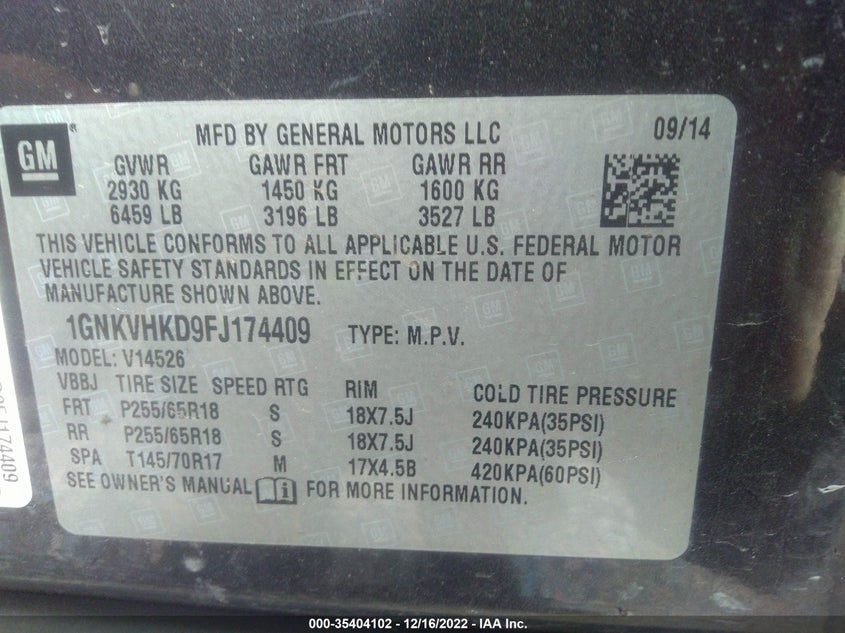 GM
MFD BY GENERAL MOTORS LLC 09/14
GVWR GAWR FRT GAWR RR
2930 KG 1450 KG 1600 KG
6459 LB 3196 LB 3527 LB
THIS VEHICLE CONFORMS TO ALL APPLICABLE U.S. FEDERAL MOTOR
VEHICLE SAFETY STANDARDS IN EFFECT ON THE DATE OF
MANUFACTURE SHOWN ABOVE.
1GNKVHKD9FJ174409 TYPE: M.P.V.
MODEL: V14526
VBBJ TIRE SIZE SPEED RTG RIM COLD TIRE PRESSURE
FRT P255/65R18 S 18X7.5J 240KPA(35PSI)
RR P255/65R18 S 18X7.5J 240KPA(35PSI)
SPA T145/70R17 M 17X4.5B 420KPA(60PSI)
SEE OWNER'S MANUAL FOR MORE INFORMATION.
000-35404102 - 12/16/2022 - IAA Inc.